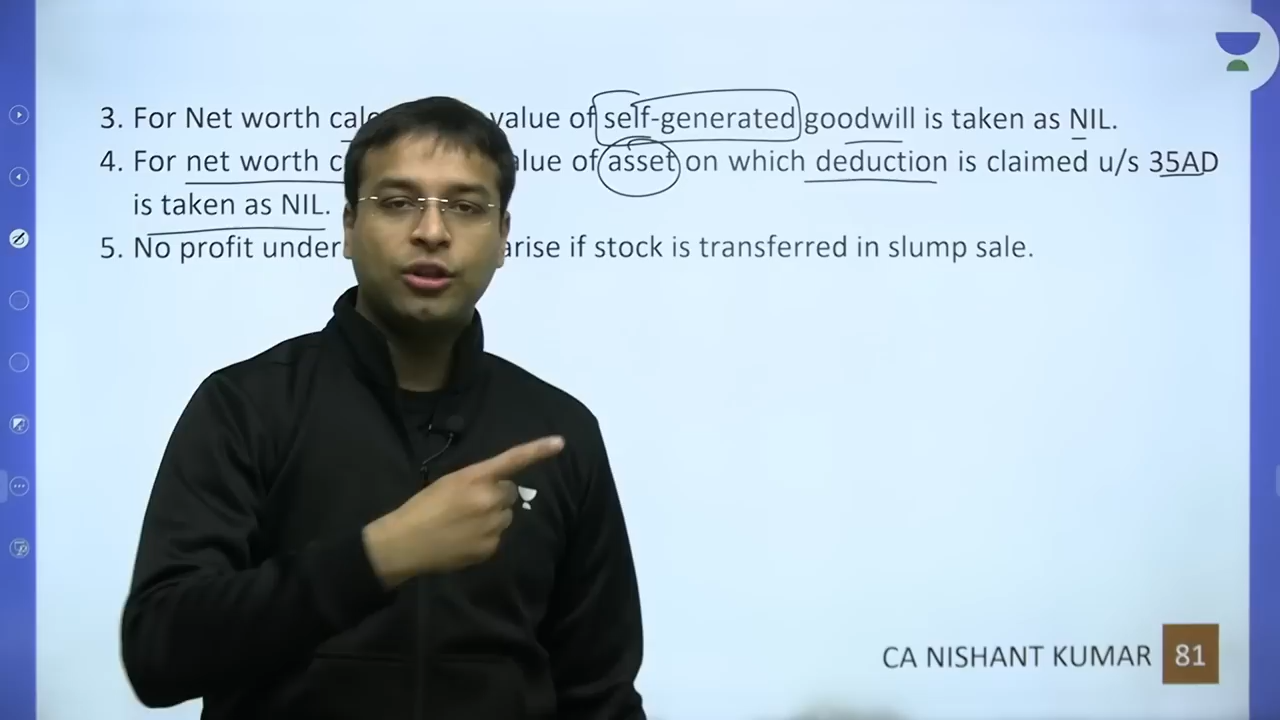 3. For Net worth value of self-generated goodwill is taken as NIL.
4. For net worth of asset on which deduction is claimed u/s 35AD
is taken as NIL.
5. No profit under arise if stock is transferred in slump sale.
CA NISHANT KUMAR 81